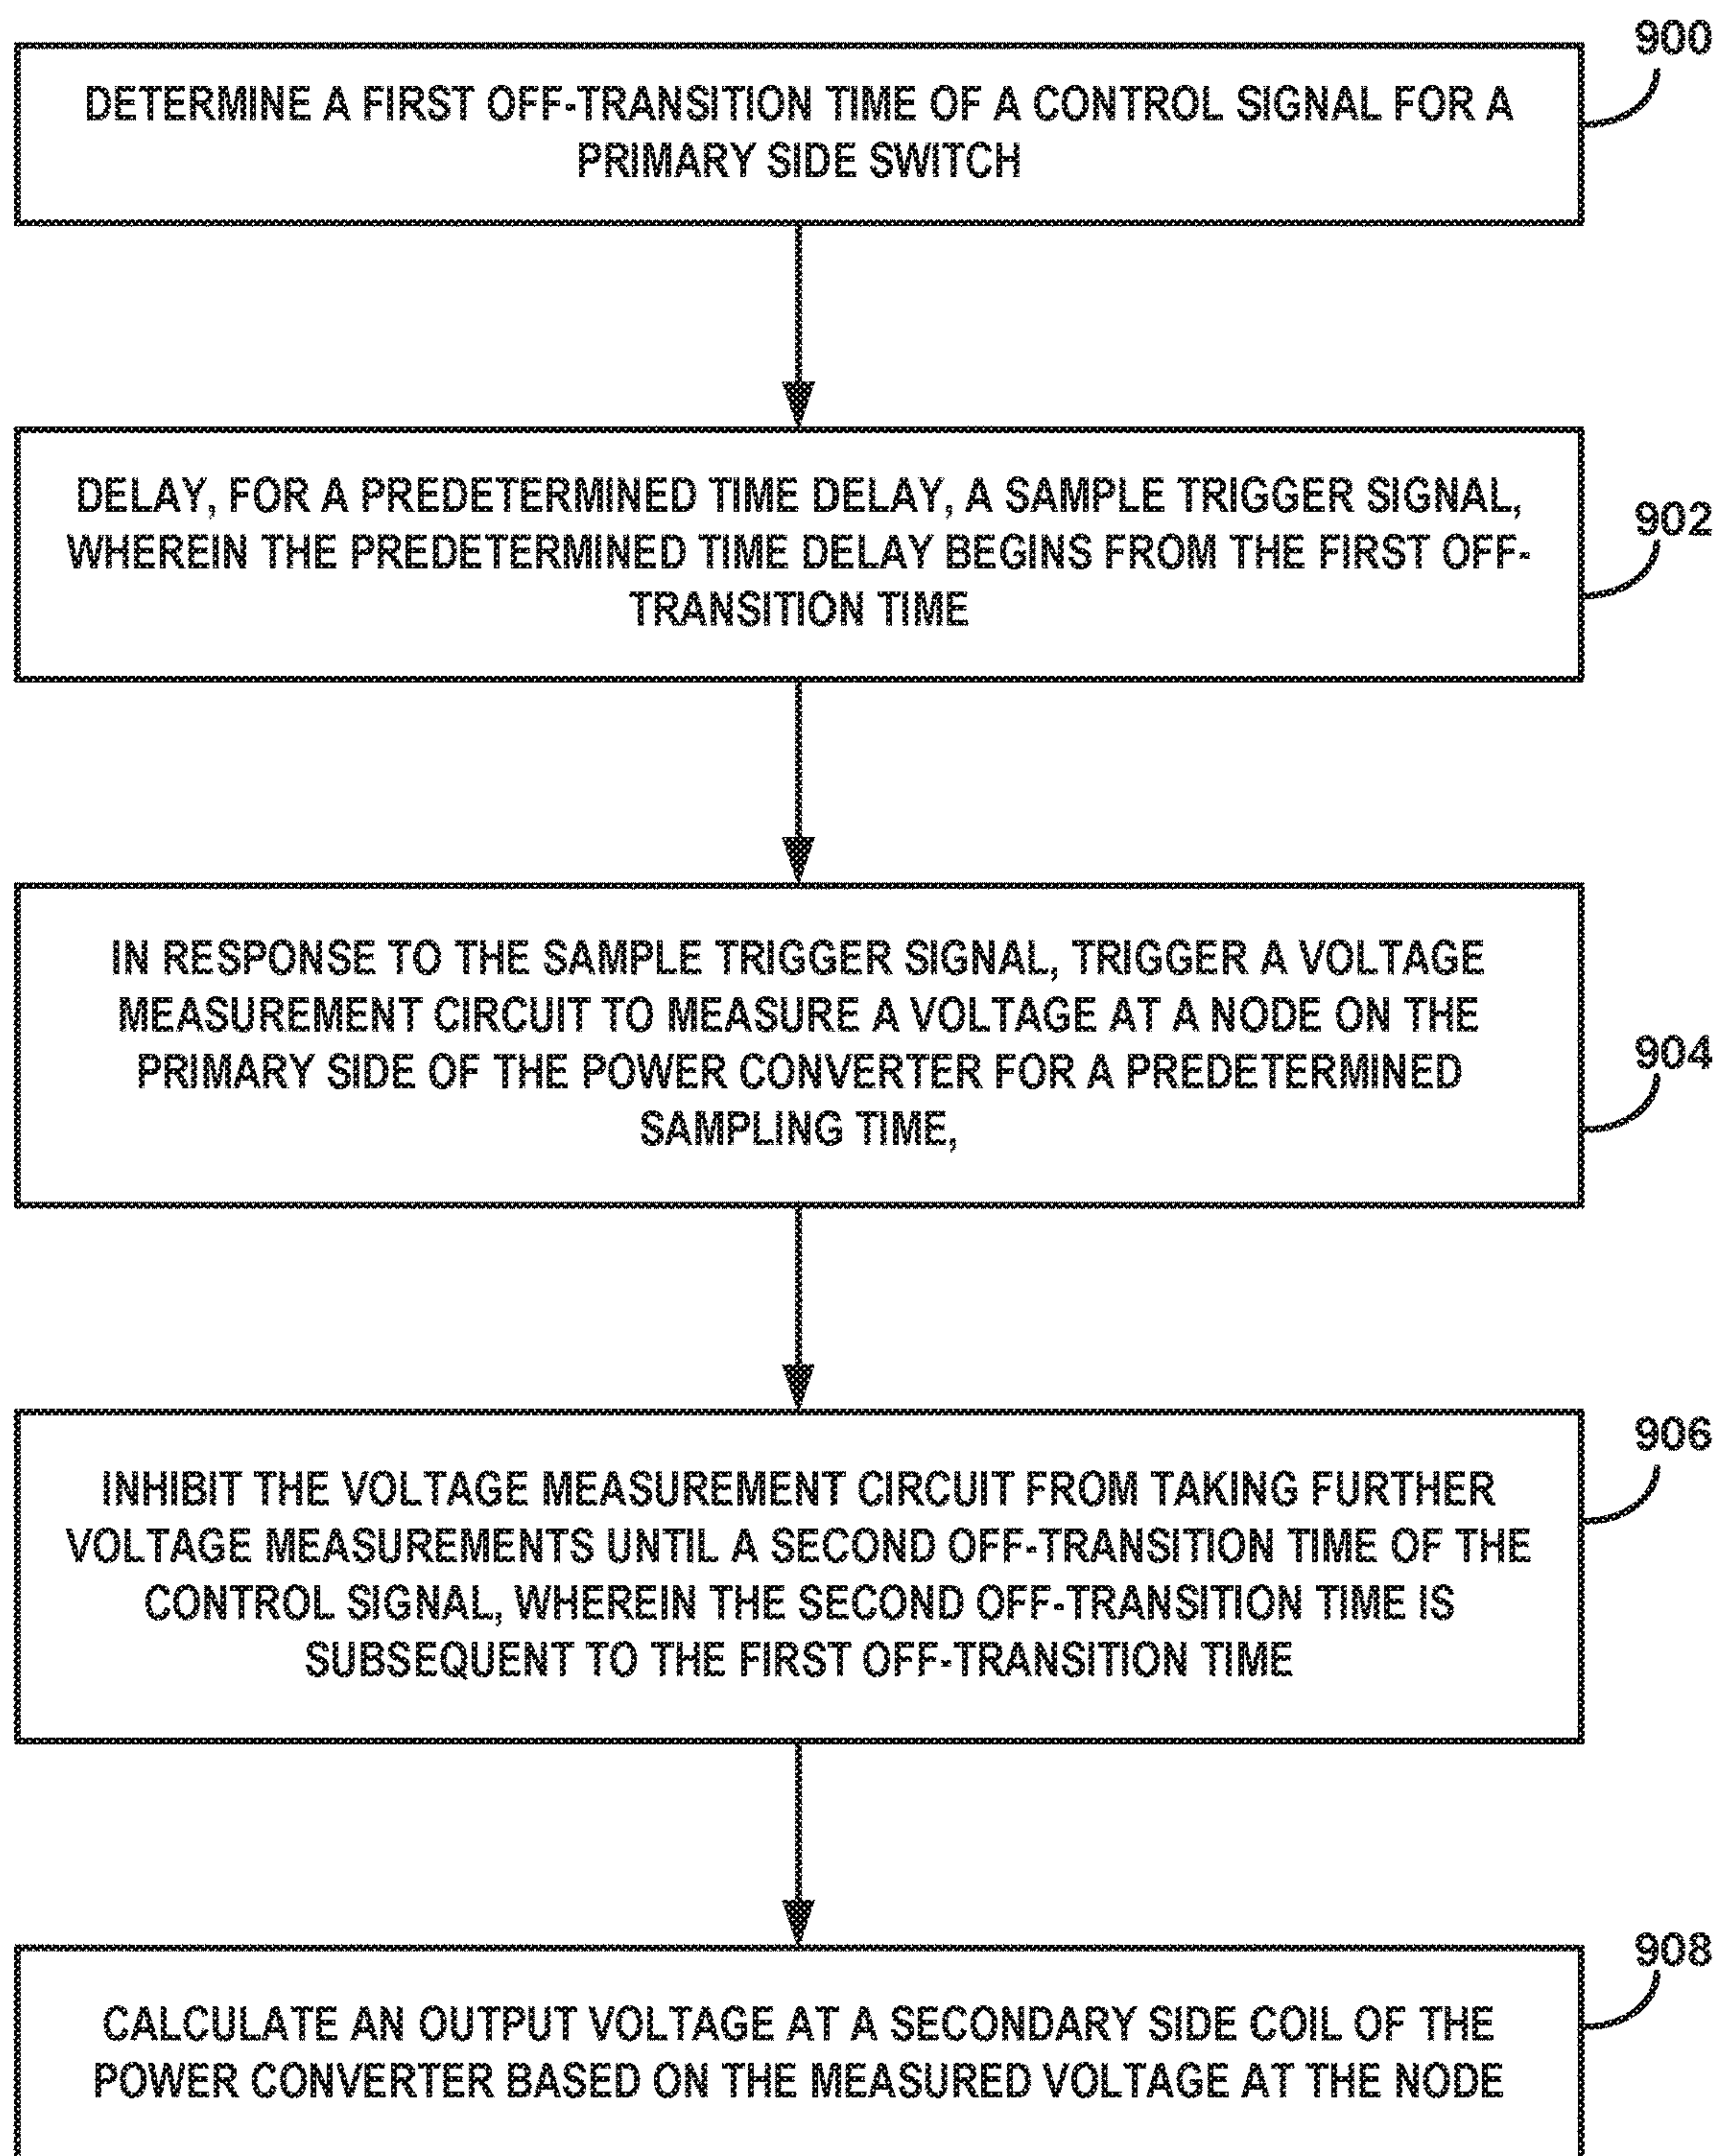 900
DETERMINE A FIRST OFF-TRANSITION TIME OF A CONTROL SIGNAL FOR A
PRIMARY SIDE SWITCH
DELAY, FOR A PREDETERMINED TIME DELAY, A SAMPLE TRIGGER SIGNAL,
902
WHEREIN THE PREDETERMINED TIME DELAY BEGINS FROM THE FIRST OFF-
TRANSITION TIME
IN RESPONSE TO THE SAMPLE TRIGGER SIGNAL, TRIGGER A VOLTAGE
MEASUREMENT CIRCUIT TO MEASURE A VOLTAGE AT A NODE ON THE
904
PRIMARY SIDE OF THE POWER CONVERTER FOR A PREDETERMINED
SAMPLING TIME,
906
INHIBIT THE VOLTAGE MEASUREMENT CIRCUIT FROM TAKING FURTHER
VOLTAGE MEASUREMENTS UNTIL A SECOND OFF-TRANSITION TIME OF THE
CONTROL SIGNAL, WHEREIN THE SECOND OFF-TRANSITION TIME IS
SUBSEQUENT TO THE FIRST OFF-TRANSITION TIME
908
CALCULATE AN OUTPUT VOLTAGE AT A SECONDARY SIDE COIL OF THE
POWER CONVERTER BASED ON THE MEASURED VOLTAGE AT THE NODE